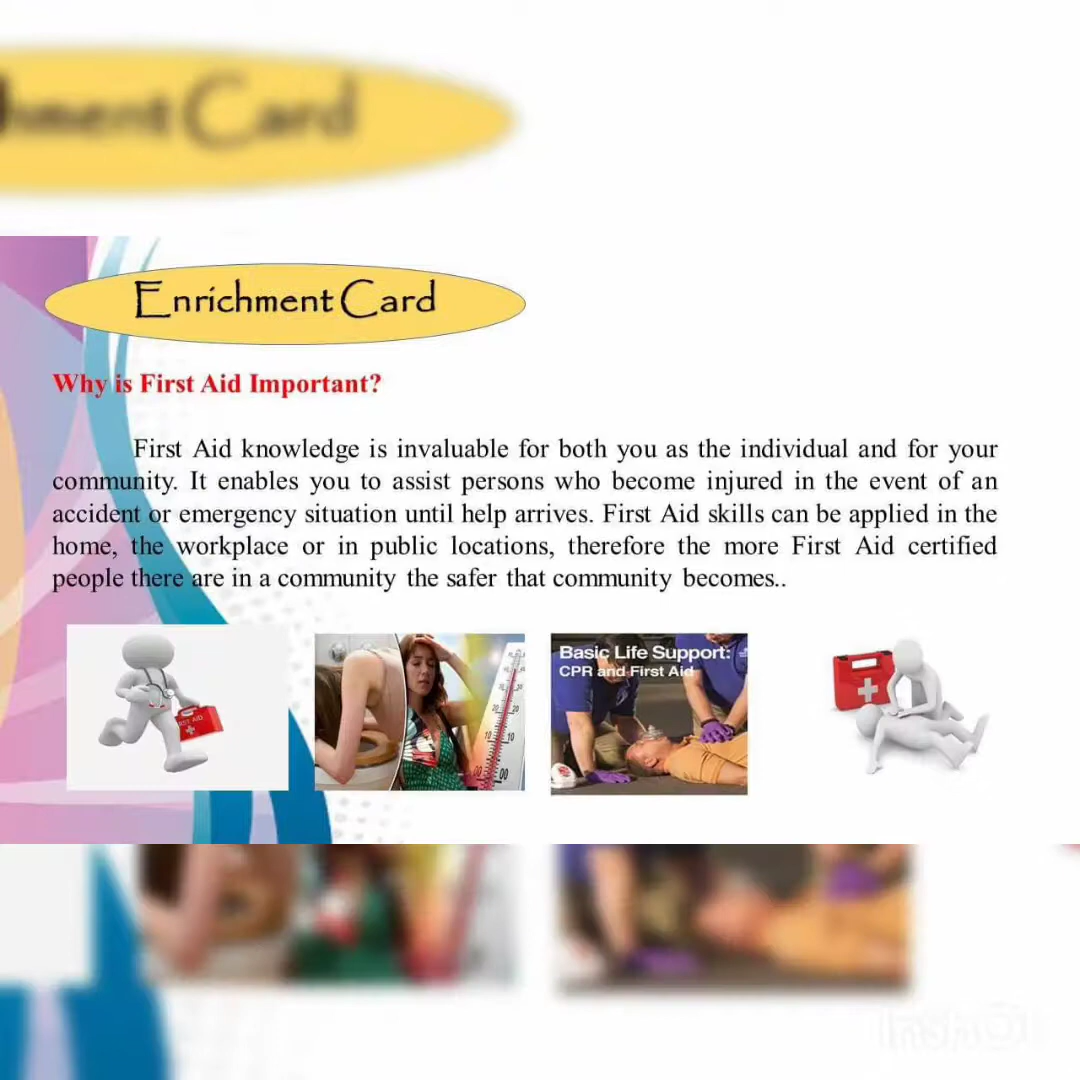 hment Card
Enrichment Card
Why is First Aid Important?
First Aid knowledge is invaluable for both you as the individual and for your
community. It enables you to assist persons who become injured in the event of an
accident or emergency situation until help arrives. First Aid skills can be applied in the
home, the workplace or in public locations, therefore the more First Aid certified
people there are in a community the safer that community becomes..
Basic Life Support:
CPR and First Aid